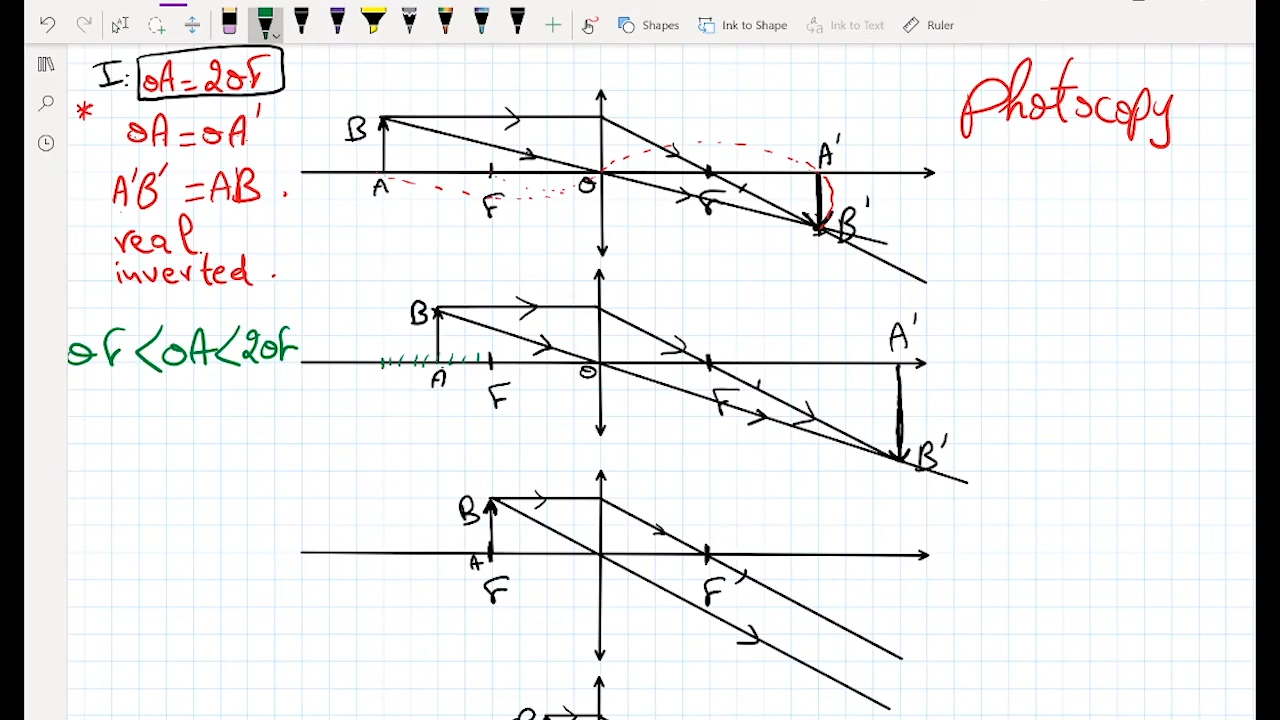 Shapes
Ink to Shape
Ink to Text
Ruler
I: OA = 2OF
* OA = OA'
A'B' = AB.
real
inverted.
photocopy
B
A
F
O
F'
A'
B'
OF < OA < 2OF
B
A
F
O
F'
A'
B'
B
A
F
F'